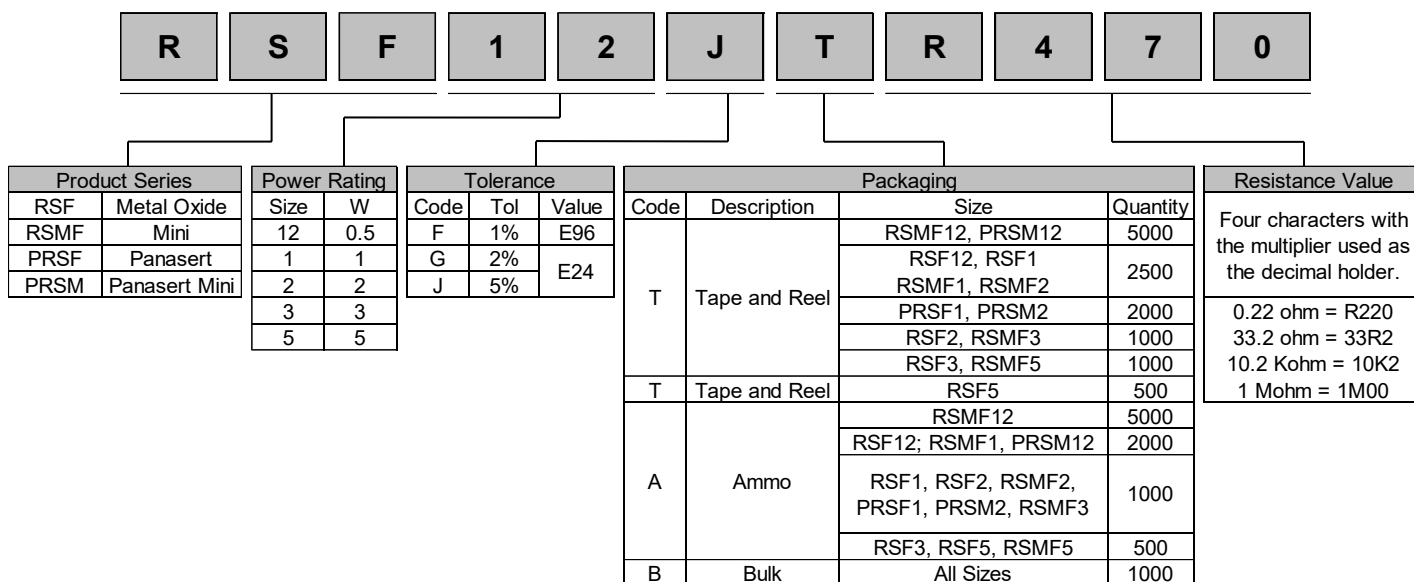 R S F 1 2 J T R 4 7 0
Product Series
RSF Metal Oxide
RSMF Mini
PRSF Panasert
PRSM Panasert Mini
Power Rating
Size W
12 0.5
1 1
2 2
3 3
5 5
Tolerance
Code Tol Value
F 1% E96
G 2% E24
J 5%
Packaging
Code Description Size Quantity
T Tape and Reel
RSMF12, PRSM12 5000
RSF12, RSF1
RSMF1, RSMF2
2500
PRSF1, PRSM2 2000
RSF2, RSMF3 1000
RSF3, RSMF5 1000
T Tape and Reel RSF5 500
A Ammo
RSMF12 5000
RSF12; RSMF1, PRSM12 2000
RSF1, RSF2, RSMF2,
PRSF1, PRSM2, RSMF3
1000
RSF3, RSF5, RSMF5 500
B Bulk All Sizes 1000
Resistance Value
Four characters with
the multiplier used as
the decimal holder.
0.22 ohm = R220
33.2 ohm = 33R2
10.2 Kohm = 10K2
1 Mohm = 1M00